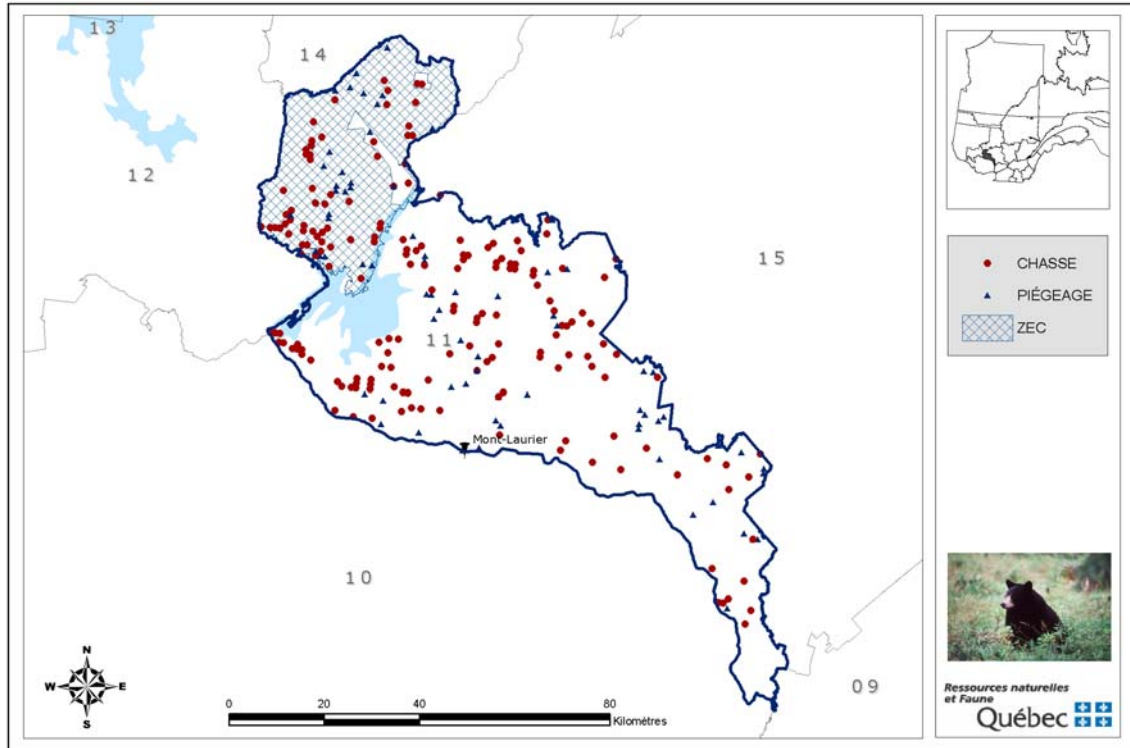 13
14
12
15
11
Mont-Laurier
10
09
N
W E
S
0 20 40 60 80
Kilomètres
CHASSE
PIÉGEAGE
ZEC
Ressources naturelles
et Faune
Québec